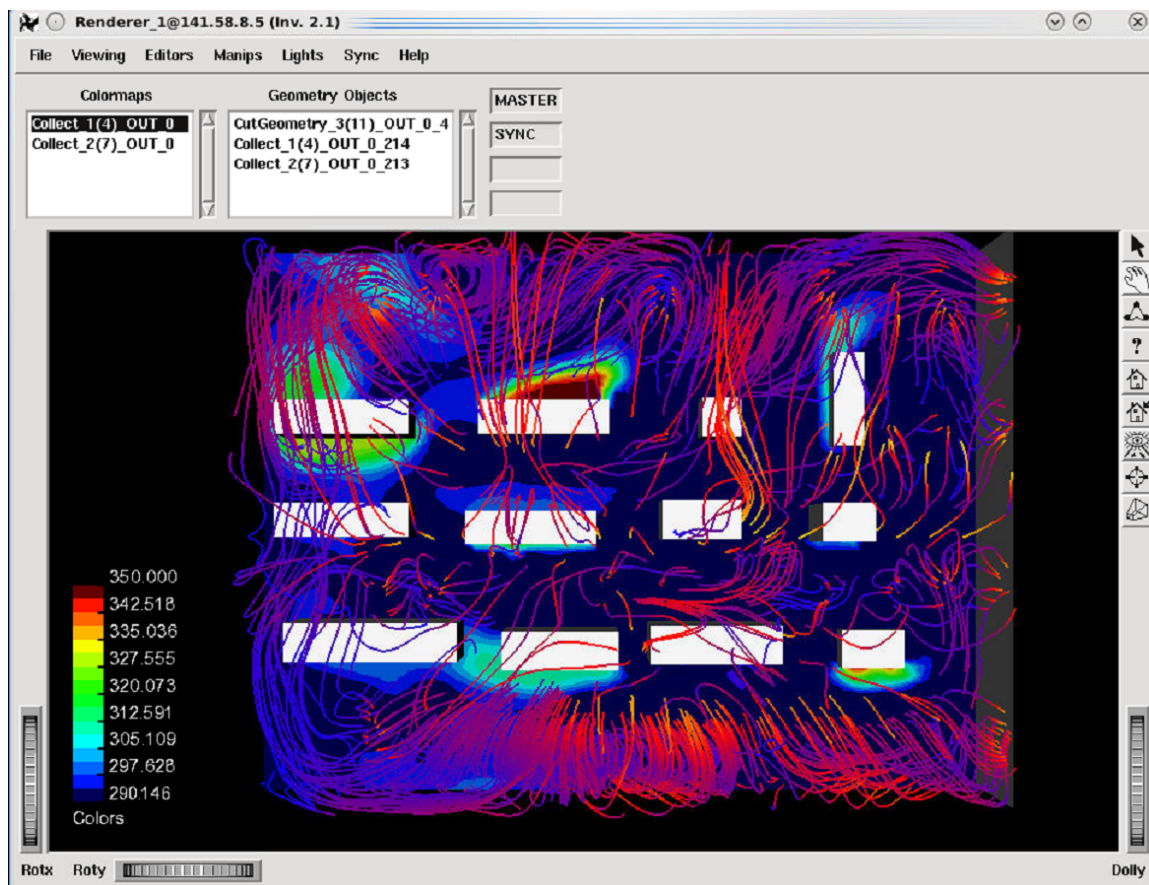 Renderer_1@141.58.8.5 (Inv. 2.1)
File Viewing Editors Manips Lights Sync Help
Colormaps
Collect_1(4)_OUT_0
Collect_2(7)_OUT_0
Geometry Objects
CutGeometry_3(11)_OUT_0_4
Collect_1(4)_OUT_0_214
Collect_2(7)_OUT_0_213
MASTER
SYNC
?
350.000
342.518
335.036
327.555
320.073
312.591
305.109
297.628
290.146
Colors
Rotx Roty Dolly